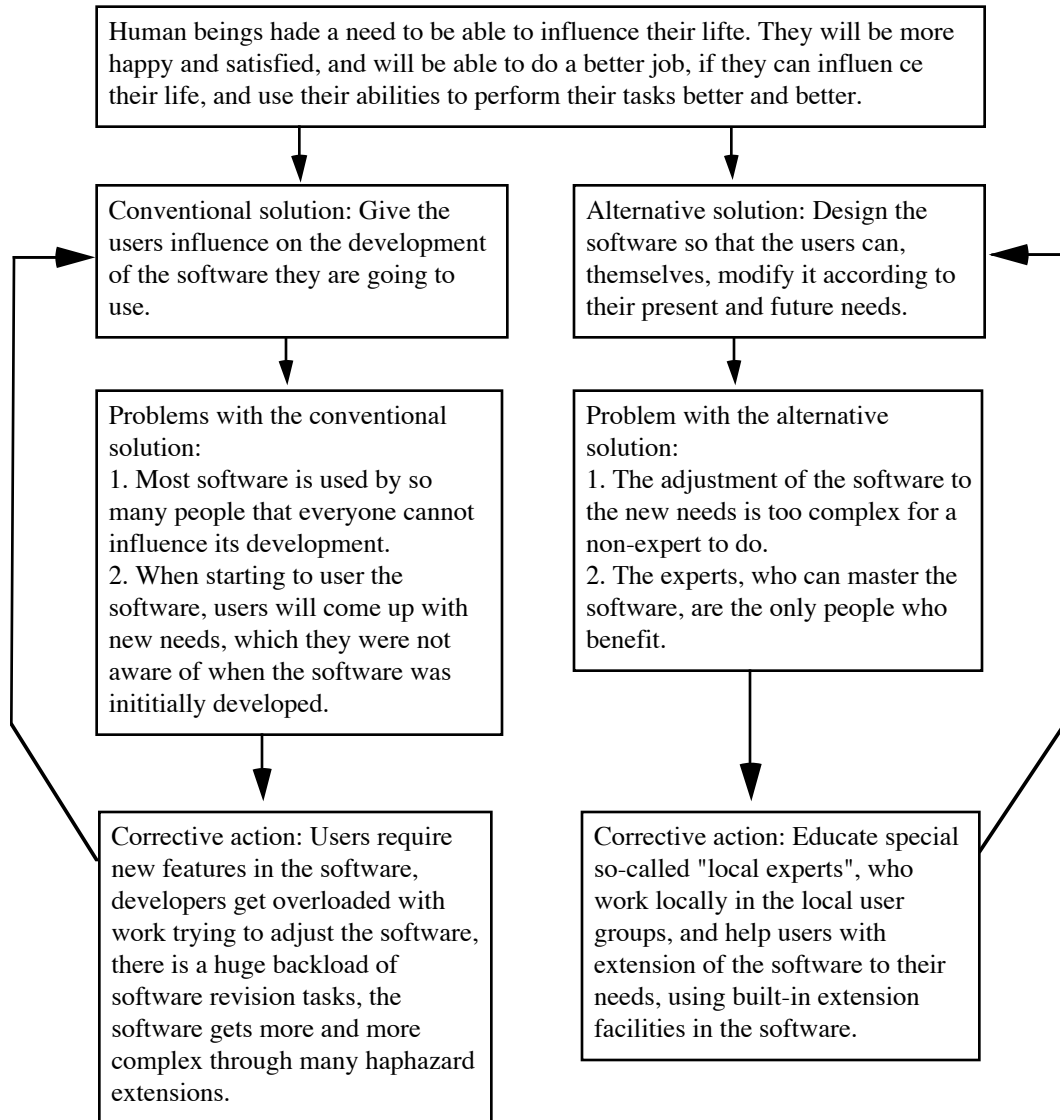 Human beings hade a need to be able to influence their lifte. They will be more
happy and satisfied, and will be able to do a better job, if they can influen ce
their life, and use their abilities to perform their tasks better and better.
Conventional solution: Give the
users influence on the development
of the software they are going to
use.
Alternative solution: Design the
software so that the users can,
themselves, modify it according to
their present and future needs.
Problems with the conventional
solution:
1. Most software is used by so
many people that everyone cannot
influence its development.
2. When starting to user the
software, users will come up with
new needs, which they were not
aware of when the software was
inititially developed.
Problem with the alternative
solution:
1. The adjustment of the software to
the new needs is too complex for a
non-expert to do.
2. The experts, who can master the
software, are the only people who
benefit.
Corrective action: Users require
new features in the software,
developers get overloaded with
work trying to adjust the software,
there is a huge backload of
software revision tasks, the
software gets more and more
complex through many haphazard
extensions.
Corrective action: Educate special
so-called "local experts", who
work locally in the local user
groups, and help users with
extension of the software to their
needs, using built-in extension
facilities in the software.